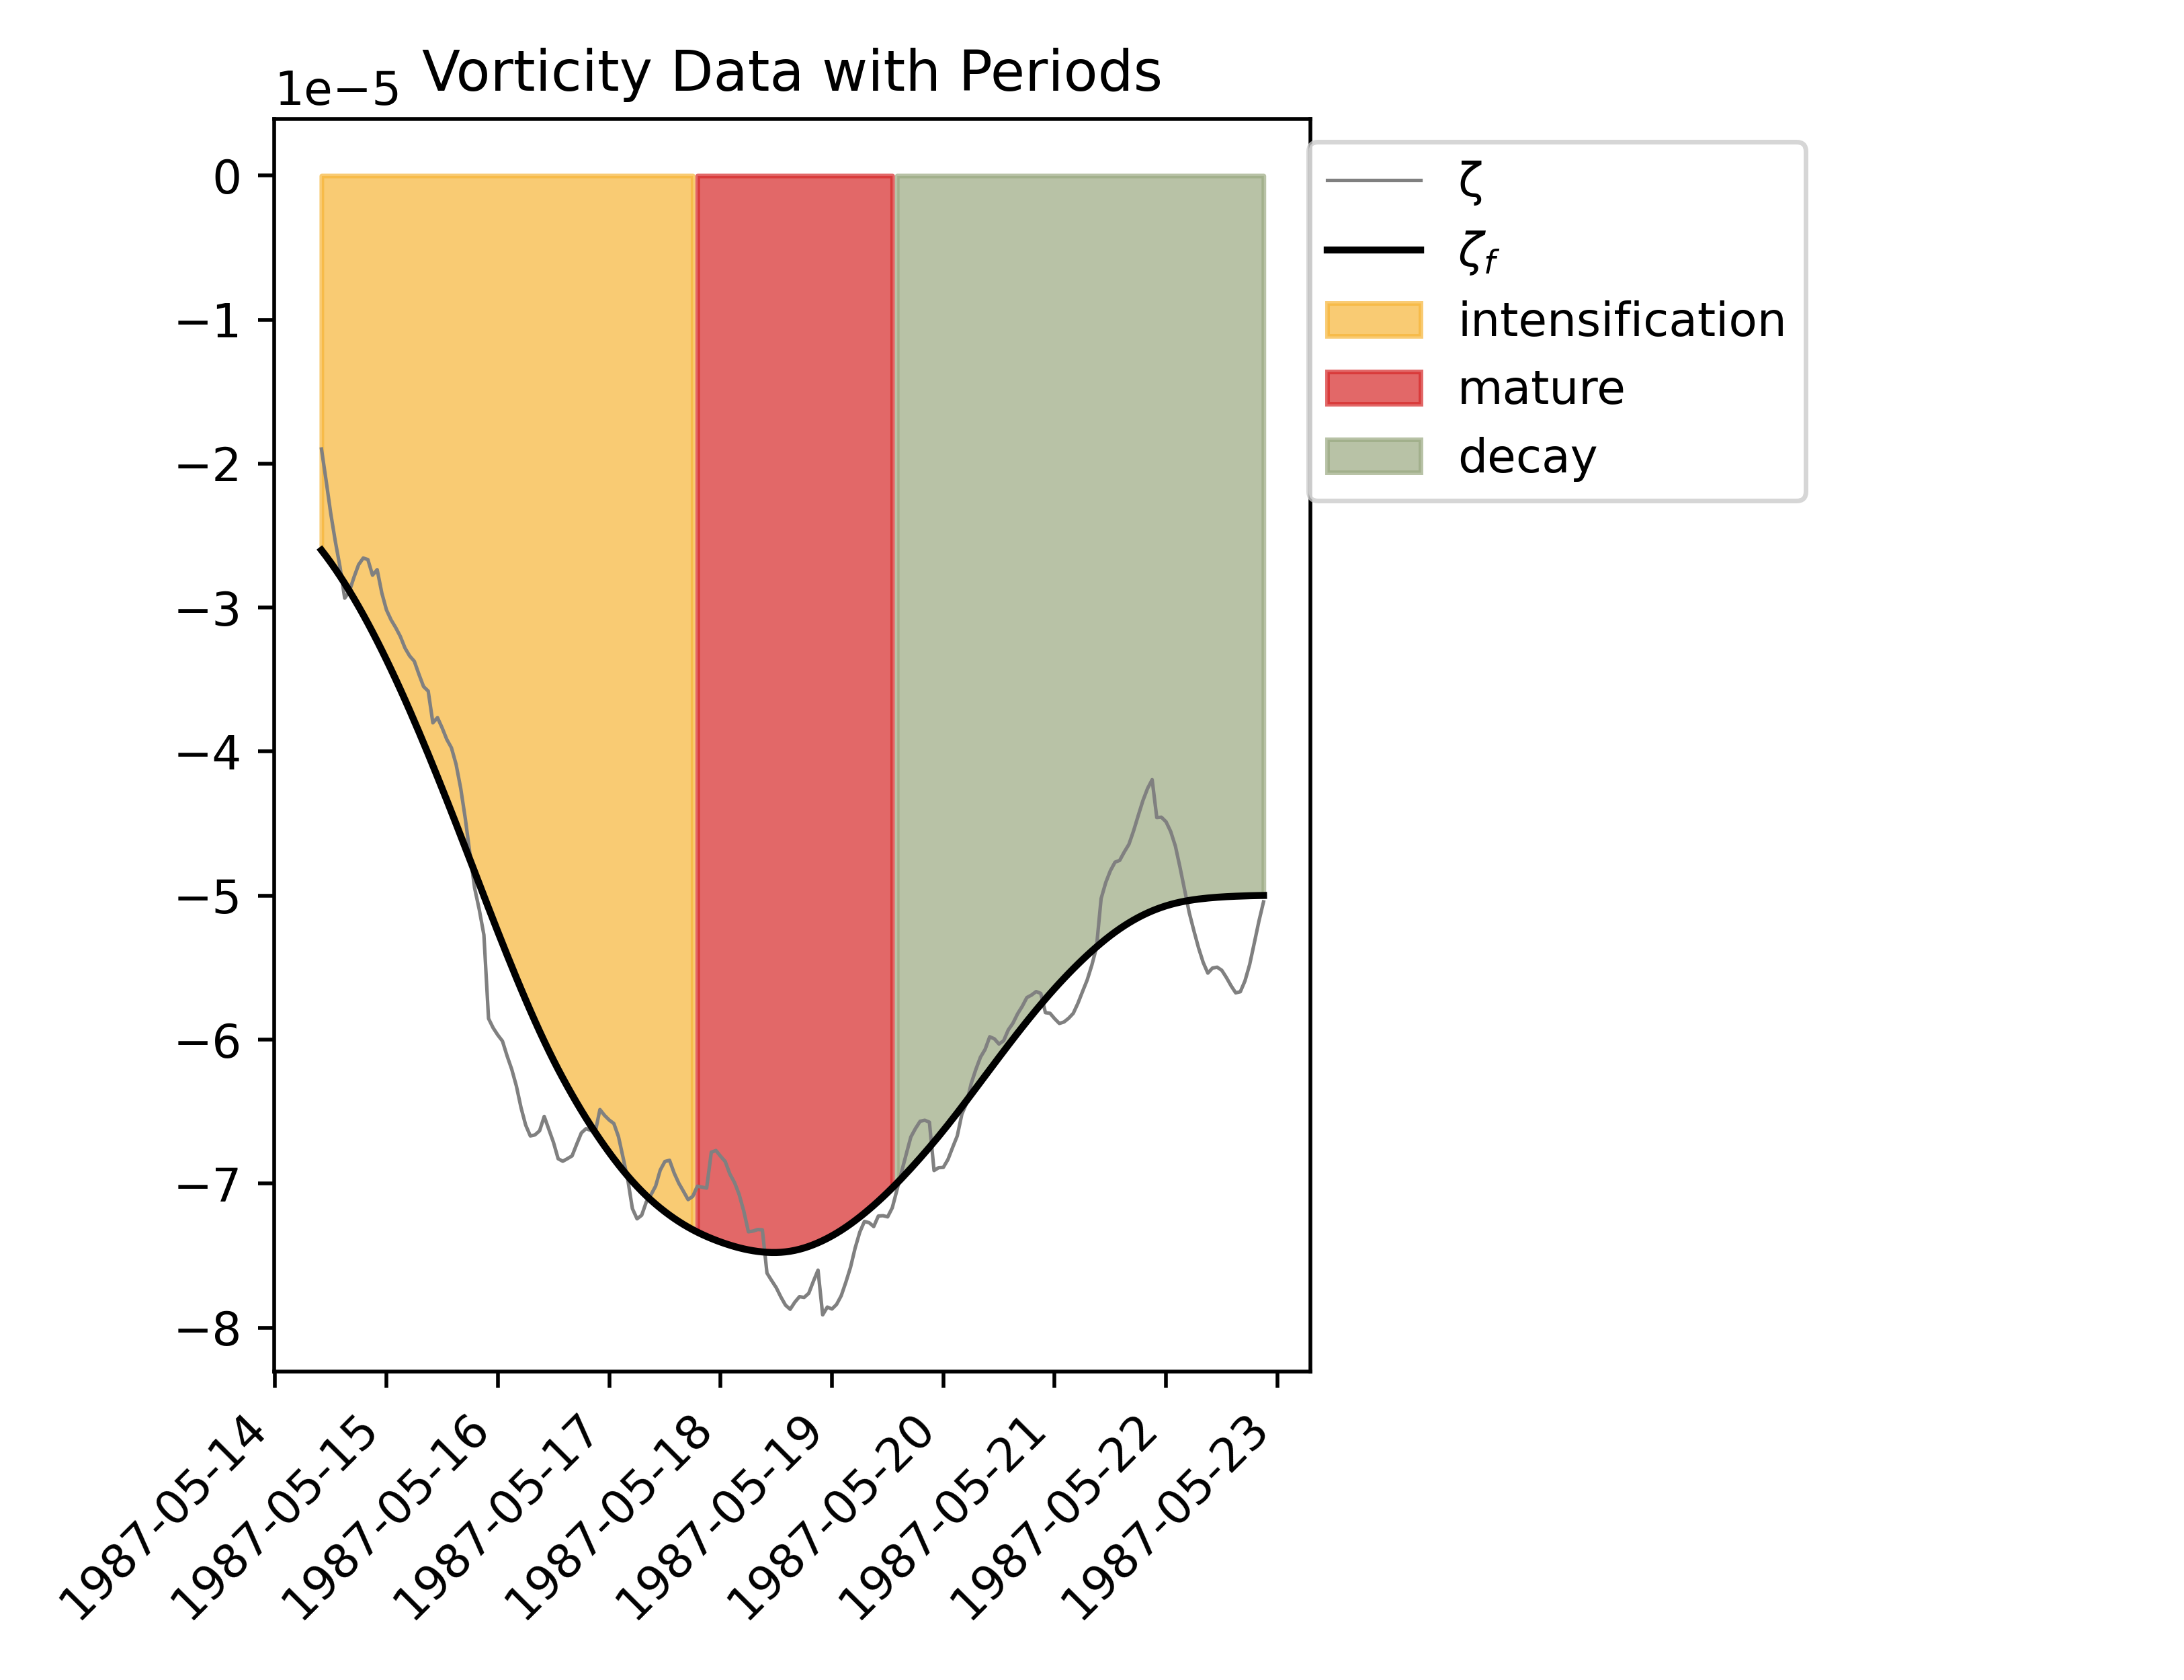 Vorticity Data with Periods
1e−5
0
−1
−2
−3
−4
−5
−6
−7
−8
1987-05-14
1987-05-15
1987-05-16
1987-05-17
1987-05-18
1987-05-19
1987-05-20
1987-05-21
1987-05-22
1987-05-23
ζ
ζf
intensification
mature
decay